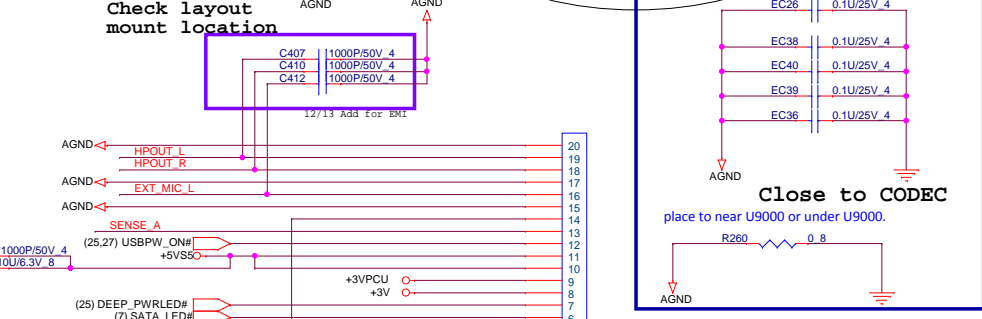 Check layout
mount location
AGND
AGND
C407 1000P/50V_4
C410 1000P/50V_4
C412 1000P/50V_4
12/13 Add for EMI
AGND
HPOUT_L
HPOUT_R
AGND
EXT_MIC_L
AGND
SENSE_A
(25,27) USBPW_ON#
+5VS5
1000P/50V_4
10U/6.3V_8
+3VPCU
+3V
(25) DEEP_PWRLED#
(7) SATA_LED#
20
19
18
17
16
15
14
13
12
11
10
9
8
7
6
EC26 0.1U/25V_4
EC38 0.1U/25V_4
EC40 0.1U/25V_4
EC39 0.1U/25V_4
EC36 0.1U/25V_4
AGND
Close to CODEC
place to near U9000 or under U9000.
R260 0_8
AGND